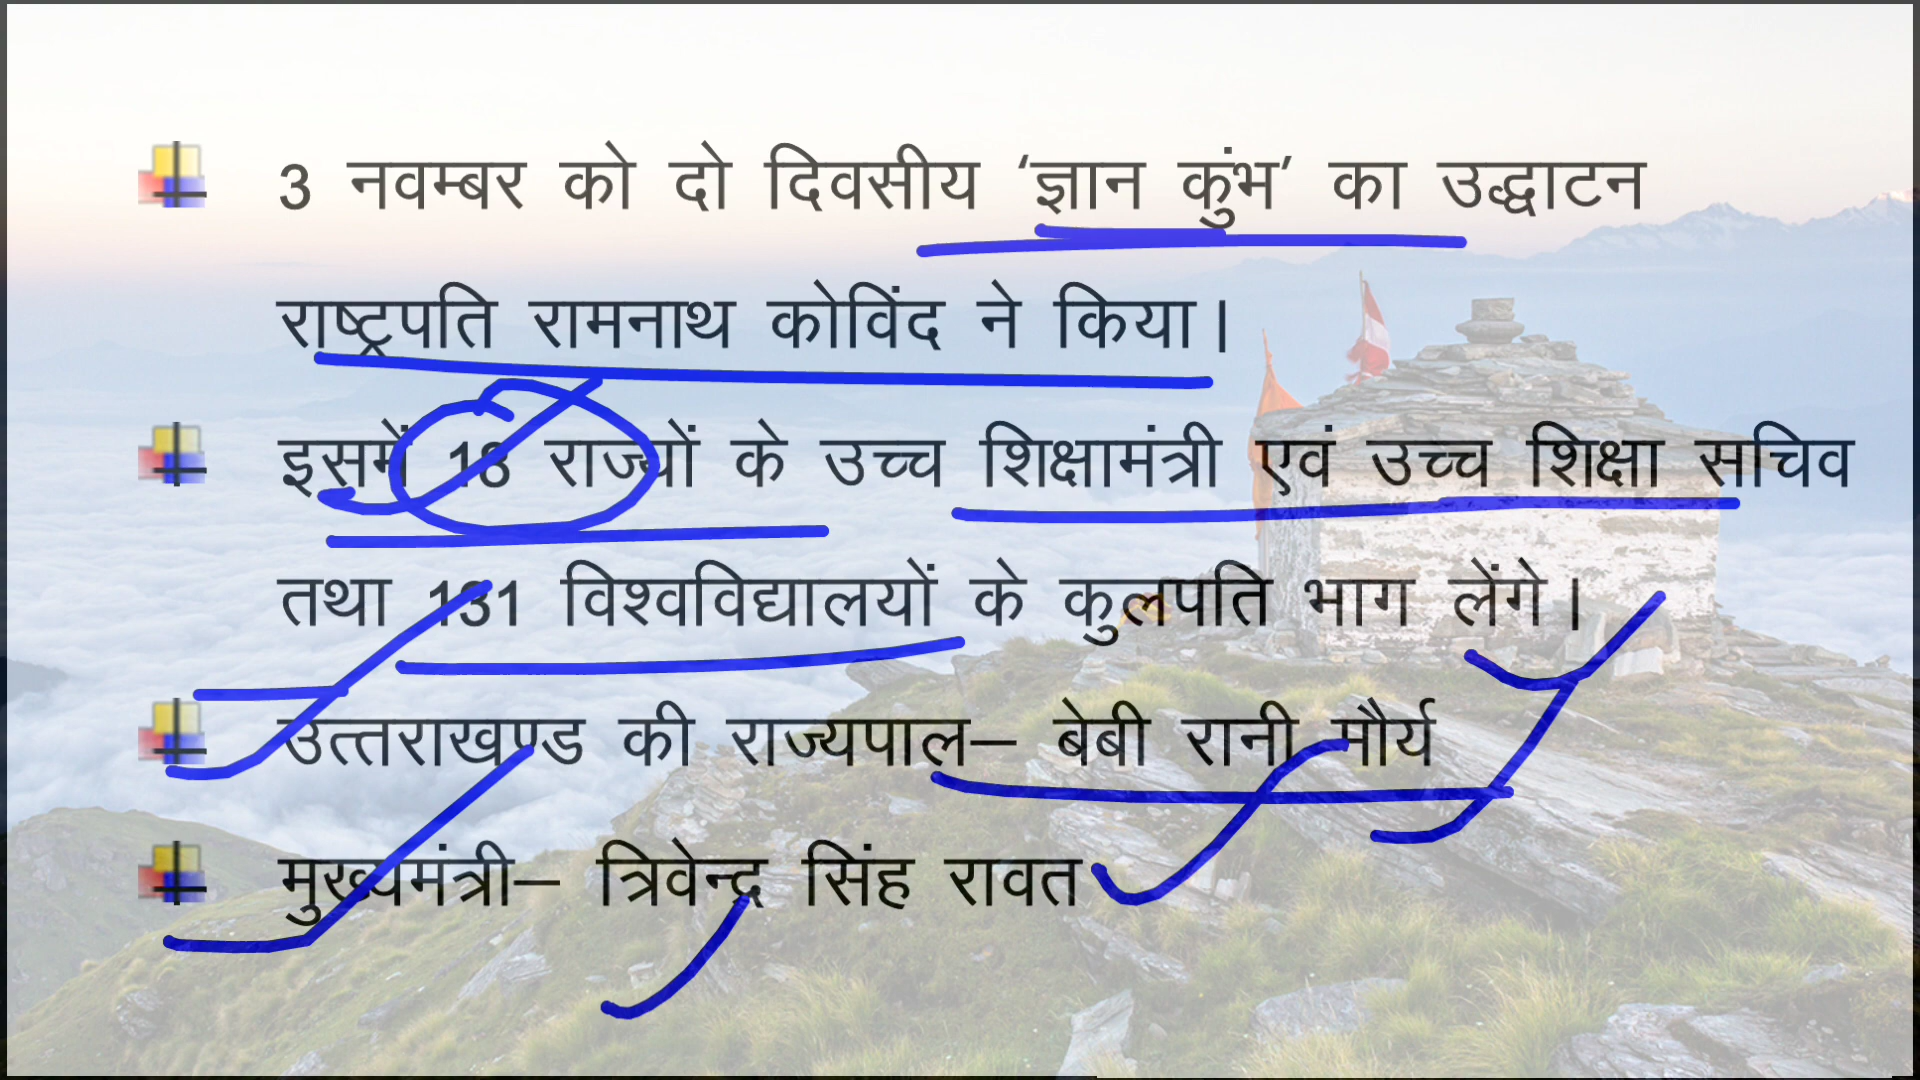 3 नवम्बर को दो दिवसीय ‘ज्ञान कुंभ’ का उद्घाटन
राष्ट्रपति रामनाथ कोविंद ने किया।
इसमें 18 राज्यों के उच्च शिक्षामंत्री एवं उच्च शिक्षा सचिव
तथा 131 विश्वविद्यालयों के कुलपति भाग लेंगे।
उत्तराखण्ड की राज्यपाल– बेबी रानी मौर्य
मुख्यमंत्री– त्रिवेन्द्र सिंह रावत